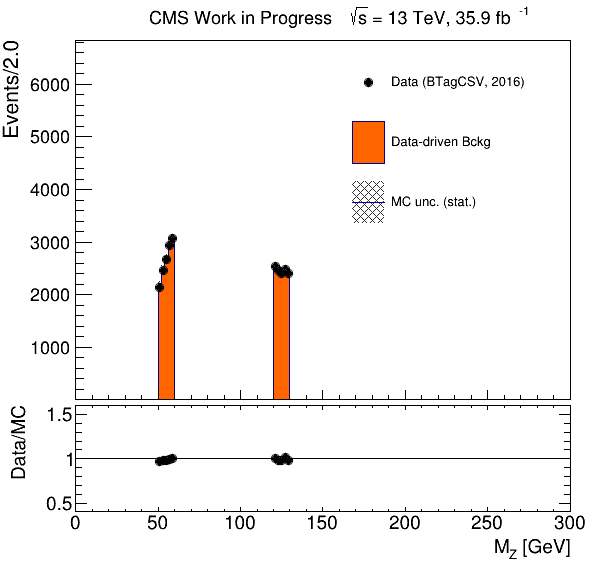 CMS Work in Progress √s = 13 TeV, 35.9 fb -1
Events/2.0
6000
5000
4000
3000
2000
1000
Data (BTagCSV, 2016)
Data-driven Bckg
MC unc. (stat.)
Data/MC
1.5
1
0.5
0 50 100 150 200 250 300
MZ [GeV]